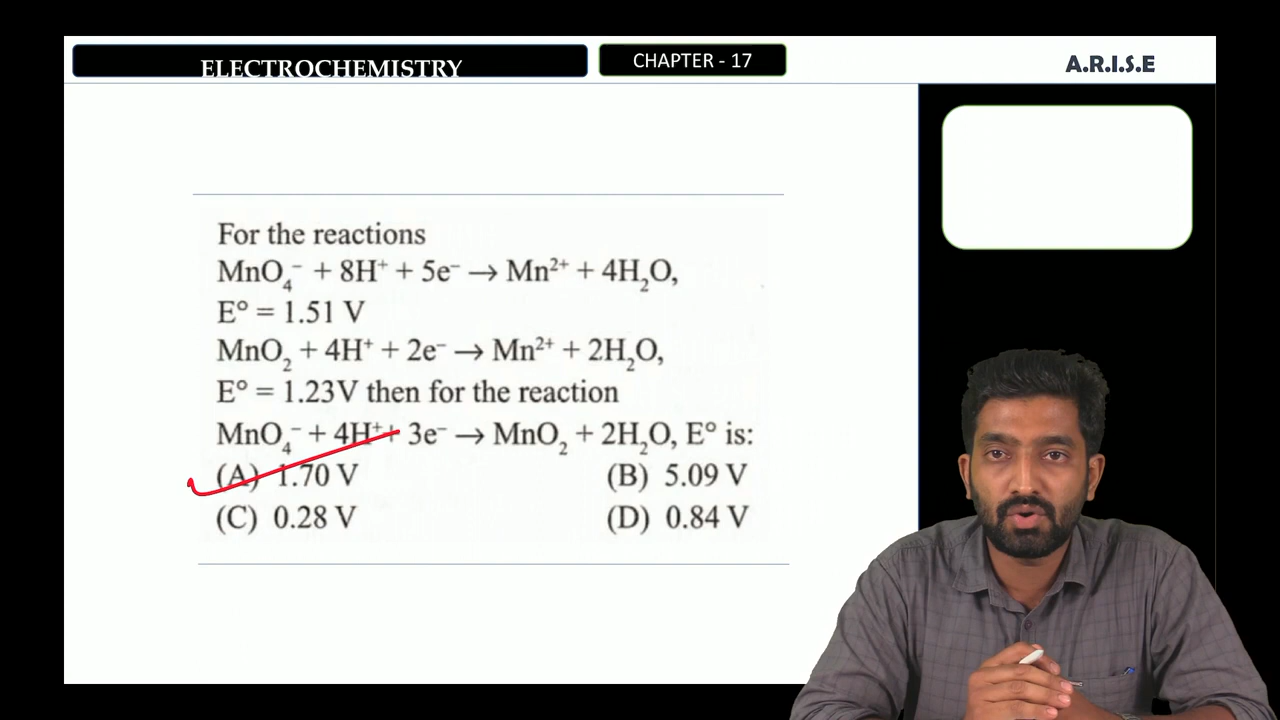 ELECTROCHEMISTRY
CHAPTER - 17
A.R.I.S.E
For the reactions
MnO₄⁻ + 8H⁺ + 5e⁻ → Mn²⁺ + 4H₂O,
E° = 1.51 V
MnO₂ + 4H⁺ + 2e⁻ → Mn²⁺ + 2H₂O,
E° = 1.23V then for the reaction
MnO₄⁻ + 4H⁺+ 3e⁻ → MnO₂ + 2H₂O, E° is:
(A) 1.70 V (B) 5.09 V
(C) 0.28 V (D) 0.84 V